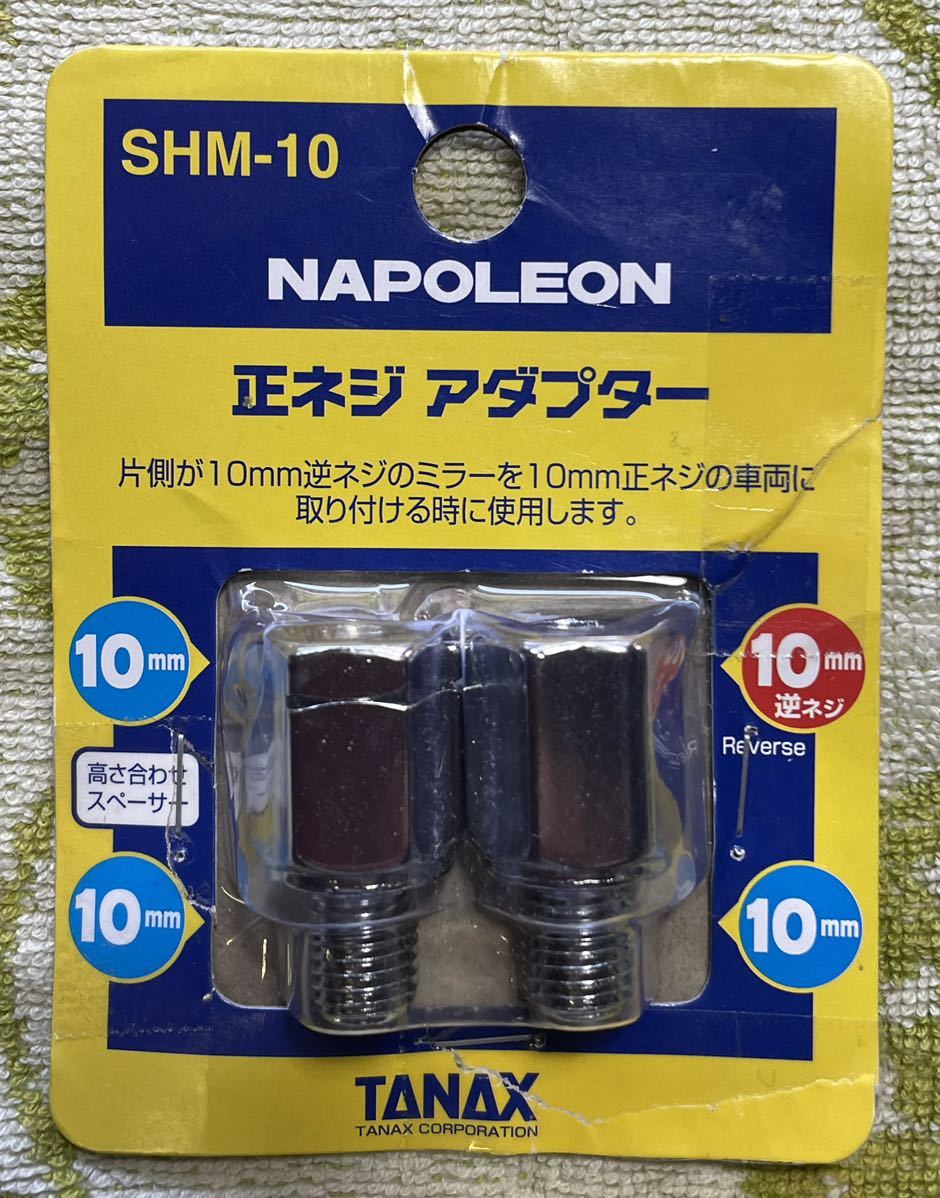 SHM-10
NAPOLEON
正ネジ アダプター
片側が10mm逆ネジのミラーを10mm正ネジの車両に
取り付ける時に使用します。
10mm
高さ合わせ
スペーサー
10mm
10mm
逆ネジ
Reverse
10mm
TANAX
TANAX CORPORATION